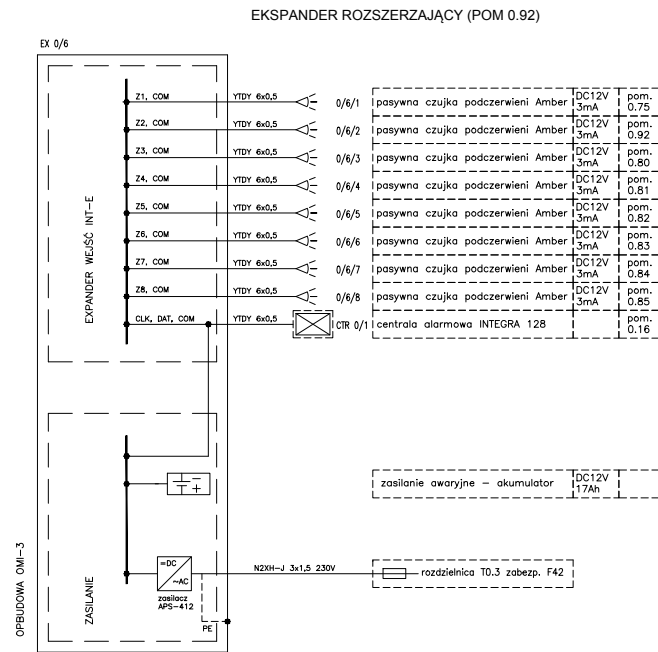 EKSPANDER ROZSZERZAJĄCY (POM 0.92)
EX 0/6
Z1, COM YTDY 6x0,5 0/6/1 pasywna czujka podczerwieni Amber DC12V 3mA pom. 0.75
Z2, COM YTDY 6x0,5 0/6/2 pasywna czujka podczerwieni Amber DC12V 3mA pom. 0.92
Z3, COM YTDY 6x0,5 0/6/3 pasywna czujka podczerwieni Amber DC12V 3mA pom. 0.80
Z4, COM YTDY 6x0,5 0/6/4 pasywna czujka podczerwieni Amber DC12V 3mA pom. 0.81
Z5, COM YTDY 6x0,5 0/6/5 pasywna czujka podczerwieni Amber DC12V 3mA pom. 0.82
Z6, COM YTDY 6x0,5 0/6/6 pasywna czujka podczerwieni Amber DC12V 3mA pom. 0.83
Z7, COM YTDY 6x0,5 0/6/7 pasywna czujka podczerwieni Amber DC12V 3mA pom. 0.84
Z8, COM YTDY 6x0,5 0/6/8 pasywna czujka podczerwieni Amber DC12V 3mA pom. 0.85
CLK, DAT, COM YTDY 6x0,5 CTR 0/1 centrala alarmowa INTEGRA 128 pom. 0.16
EXPANDER WEJŚĆ INT-E
zasilanie awaryjne – akumulator DC12V 17Ah
=DC
~AC
zasilacz
APS-412
N2XH-J 3x1,5 230V rozdzielnica T0.3 zabezp. F42
PE
ZASILANIE
OPBUDOWA OMI-3